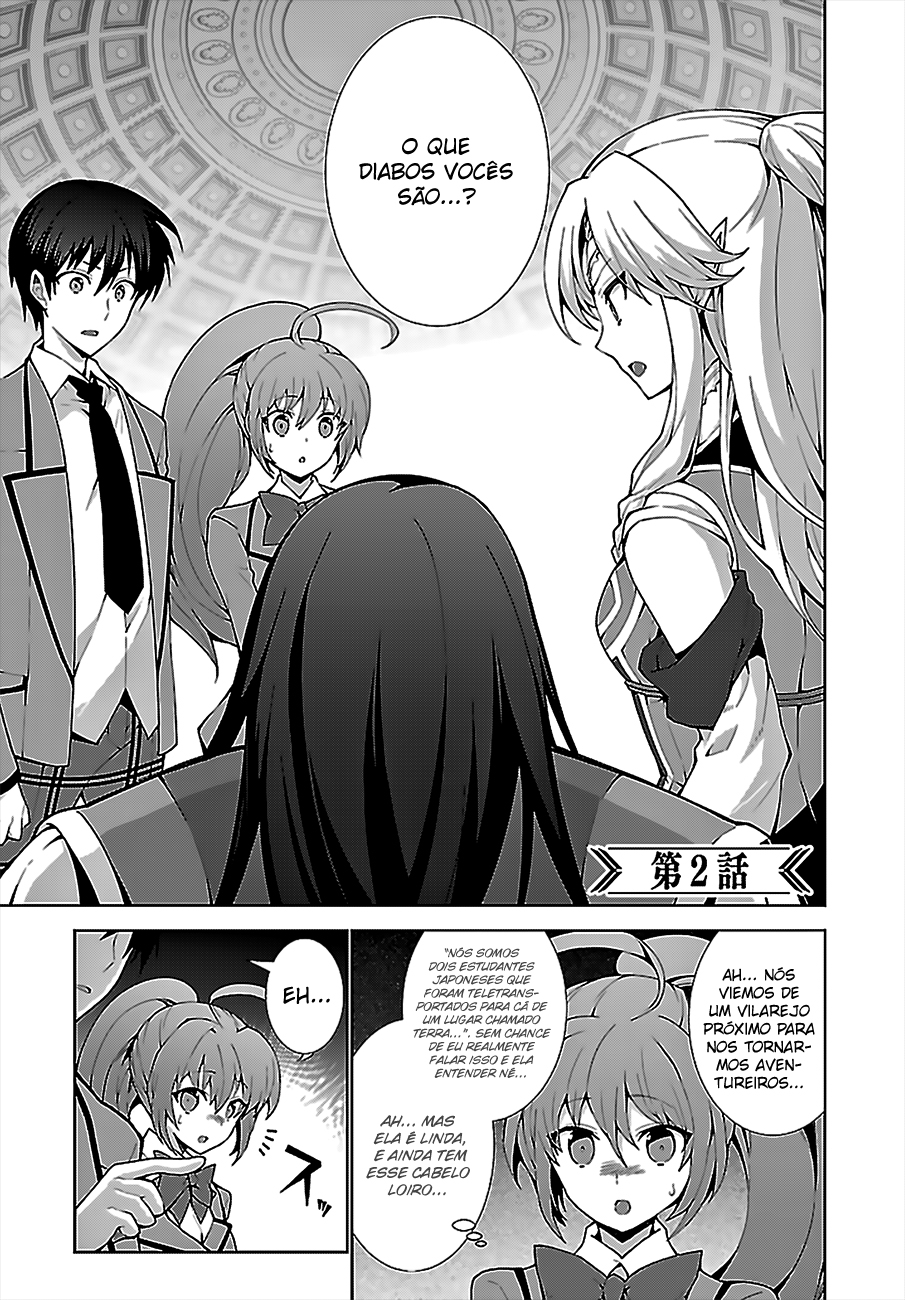 O QUE
DIABOS VOCÊS
SÃO...?
第2話
AH... NÓS
VIEMOS DE
UM VILAREJO
PRÓXIMO PARA
NOS TORNAR-
MOS AVEN-
TUREIROS...
"NÓS SOMOS
DOIS ESTUDANTES
JAPONESES QUE
FORAM TELETRANS-
PORTADOS PARA CÁ DE
UM LUGAR CHAMADO
TERRA...". SEM CHANCE
DE EU REALMENTE
FALAR ISSO E ELA
ENTENDER NÉ...
AH... MAS
ELA É LINDA,
E AINDA TEM
ESSE CABELO
LOIRO...
EH...
ス